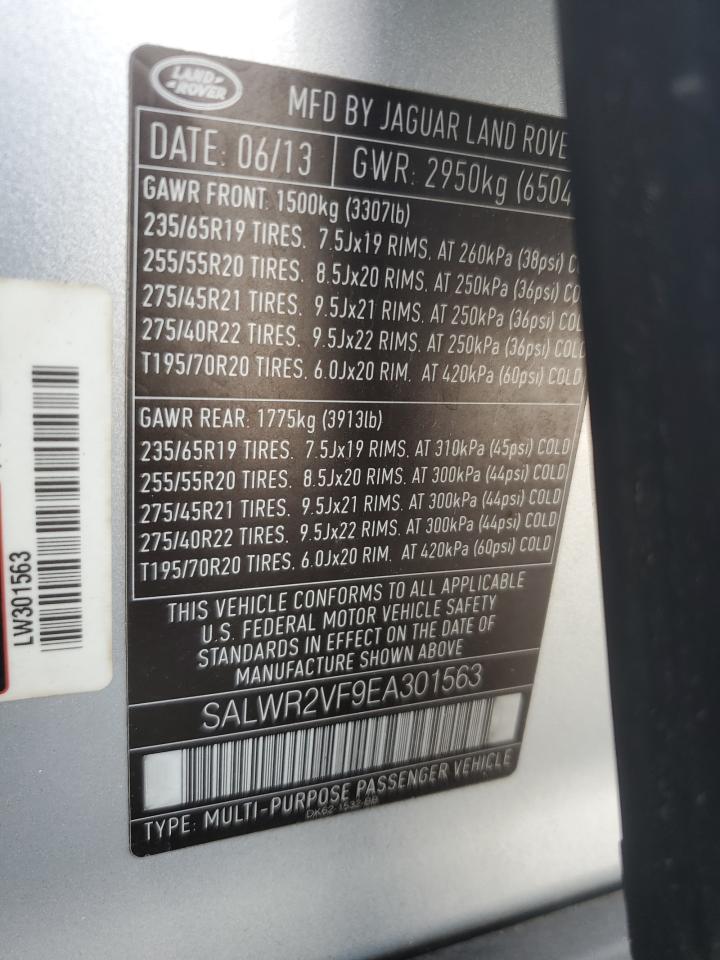 LAND
ROVER
MFD BY JAGUAR LAND ROVE
DATE: 06/13 GWR: 2950kg (6504
GAWR FRONT: 1500kg (3307lb)
235/65R19 TIRES. 7.5Jx19 RIMS. AT 260kPa (38psi) C
255/55R20 TIRES. 8.5Jx20 RIMS. AT 250kPa (36psi) CO
275/45R21 TIRES. 9.5Jx21 RIMS. AT 250kPa (36psi) COL
275/40R22 TIRES. 9.5Jx22 RIMS. AT 250kPa (36psi) COL
T195/70R20 TIRES. 6.0Jx20 RIM. AT 420kPa (60psi) COLD
GAWR REAR: 1775kg (3913lb)
235/65R19 TIRES. 7.5Jx19 RIMS. AT 310kPa (45psi) COLD
255/55R20 TIRES. 8.5Jx20 RIMS. AT 300kPa (44psi) COLD
275/45R21 TIRES. 9.5Jx21 RIMS. AT 300kPa (44psi) COLD
275/40R22 TIRES. 9.5Jx22 RIMS. AT 300kPa (44psi) COLD
T195/70R20 TIRES. 6.0Jx20 RIM. AT 420kPa (60psi) COLD
THIS VEHICLE CONFORMS TO ALL APPLICABLE
U.S. FEDERAL MOTOR VEHICLE SAFETY
STANDARDS IN EFFECT ON THE DATE OF
MANUFACTURE SHOWN ABOVE
SALWR2VF9EA301563
TYPE: MULTI-PURPOSE PASSENGER VEHICLE
DK62-1532-BB
LW301563